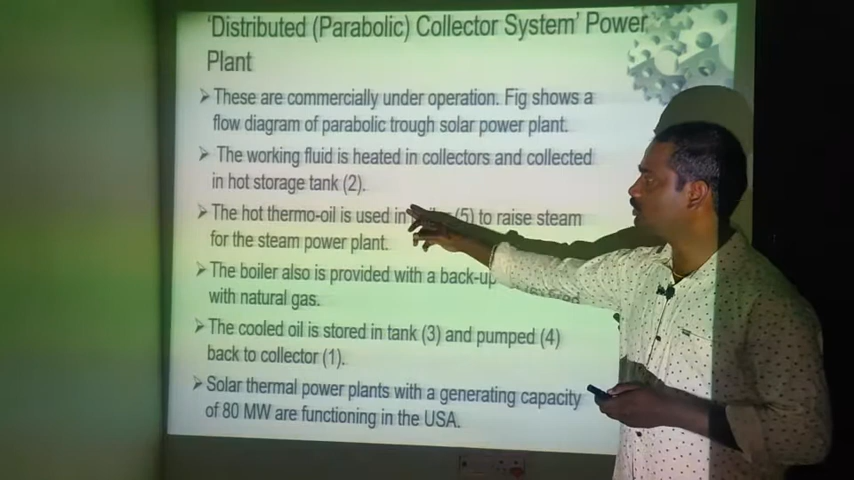 'Distributed (Parabolic) Collector System' Power
Plant
These are commercially under operation. Fig shows a
flow diagram of parabolic trough solar power plant.
The working fluid is heated in collectors and collected
in hot storage tank (2).
The hot thermo-oil is used in (5) to raise steam
for the steam power plant.
The boiler also is provided with a back-up
with natural gas.
The cooled oil is stored in tank (3) and pumped (4)
back to collector (1).
Solar thermal power plants with a generating capacity
of 80 MW are functioning in the USA.